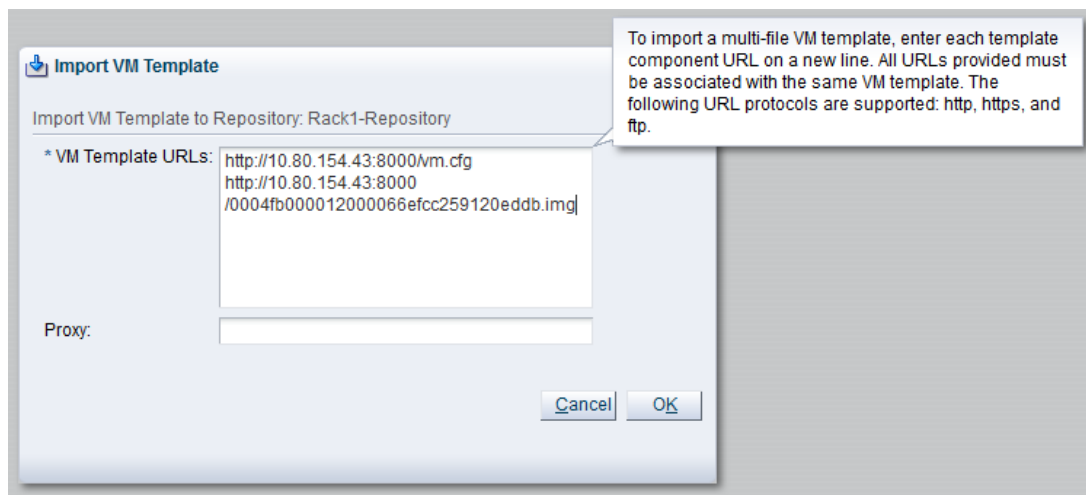 Import VM Template
To import a multi-file VM template, enter each template
component URL on a new line. All URLs provided must
be associated with the same VM template. The
following URL protocols are supported: http, https, and
ftp.
Import VM Template to Repository: Rack1-Repository
* VM Template URLs:
http://10.80.154.43:8000/vm.cfg
http://10.80.154.43:8000
/0004fb000012000066efcc259120eddb.img
Proxy:
Cancel
OK